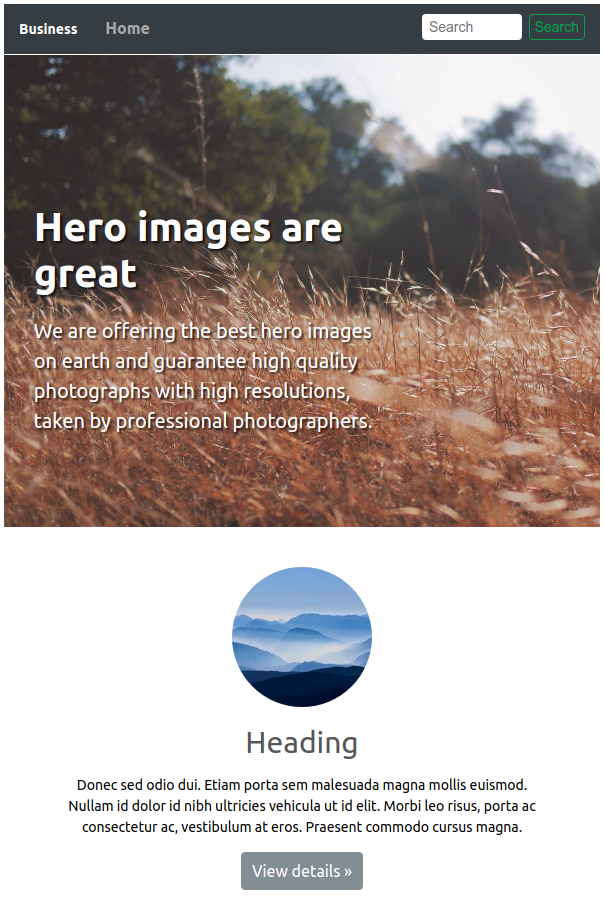 Business Home Search Search
Hero images are
great
We are offering the best hero images
on earth and guarantee high quality
photographs with high resolutions,
taken by professional photographers.
Heading
Donec sed odio dui. Etiam porta sem malesuada magna mollis euismod.
Nullam id dolor id nibh ultricies vehicula ut id elit. Morbi leo risus, porta ac
consectetur ac, vestibulum at eros. Praesent commodo cursus magna.
View details »